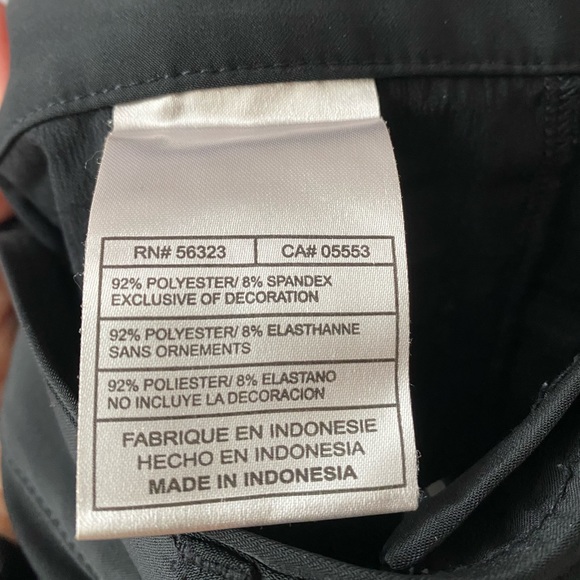 RN# 56323 CA# 05553
92% POLYESTER/ 8% SPANDEX
EXCLUSIVE OF DECORATION
92% POLYESTER/ 8% ELASTHANNE
SANS ORNEMENTS
92% POLIESTER/ 8% ELASTANO
NO INCLUYE LA DECORACION
FABRIQUE EN INDONESIE
HECHO EN INDONESIA
MADE IN INDONESIA